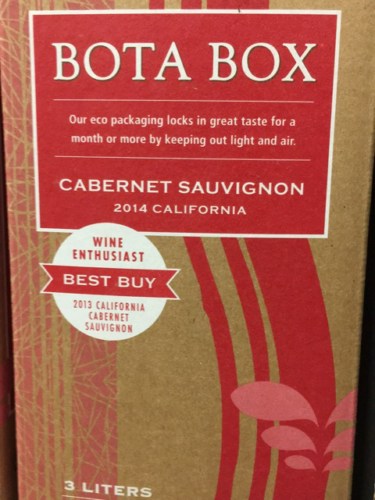 BOTA BOX
Our eco packaging locks in great taste for a
month or more by keeping out light and air.
CABERNET SAUVIGNON
2014 CALIFORNIA
WINE
ENTHUSIAST
BEST BUY
2013 CALIFORNIA
CABERNET
SAUVIGNON
3 LITERS